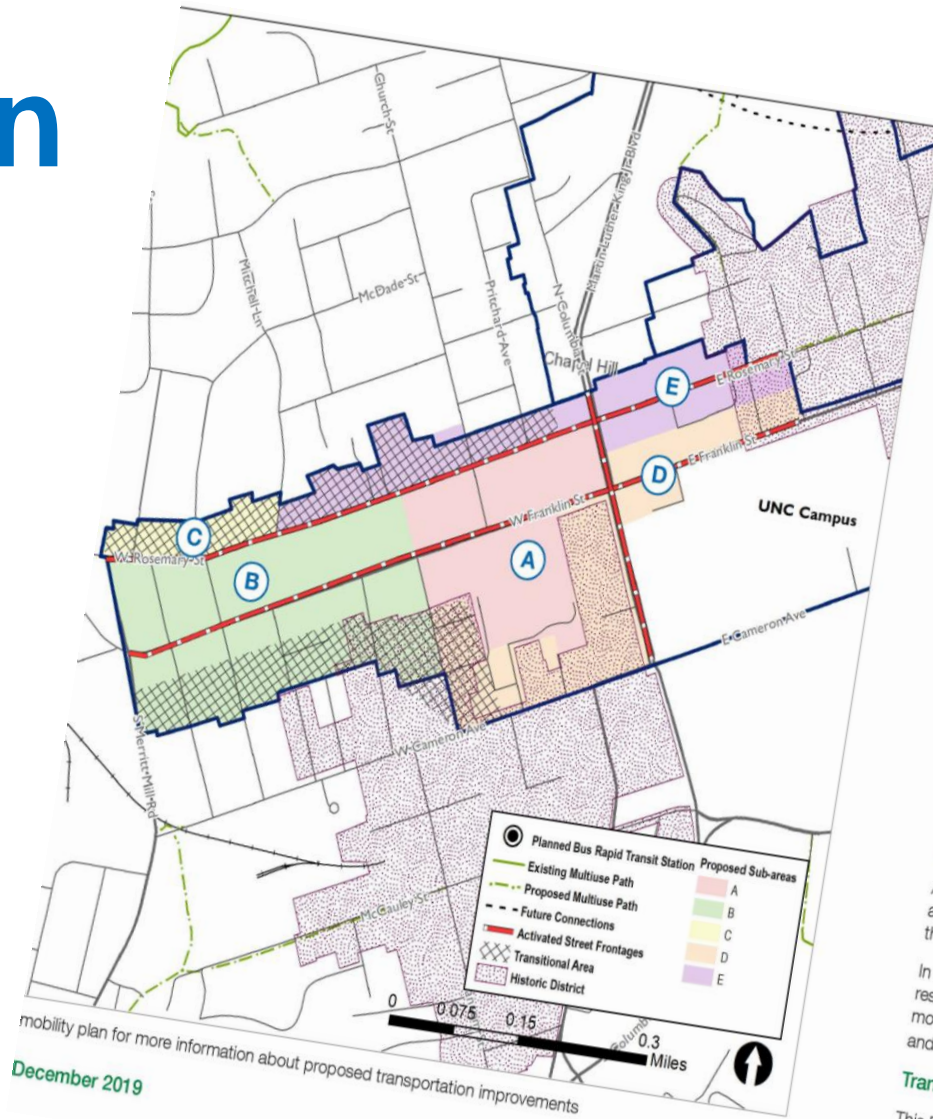 n
Church-St
Martin-Luther-King-Jr-Blvd
Mitchell-Ln
McDade-St
Pritchard-Ave
Chapel Hill
E Rosemary St
E
E Franklin St
D
UNC Campus
W Franklin St
C
W-Rosemary-St
A
B
E Cameron Ave
S-Merritt-Mill-Rd
W-Cameron-Ave
McCauley-St
Planned Bus Rapid Transit Station
Existing Multiuse Path
Proposed Multiuse Path
Future Connections
Activated Street Frontages
Transitional Area
Historic District
Proposed Sub-areas
A
B
C
D
E
0 0.075 0.15 0.3
Miles
mobility plan for more information about proposed transportation improvements
December 2019
In
and